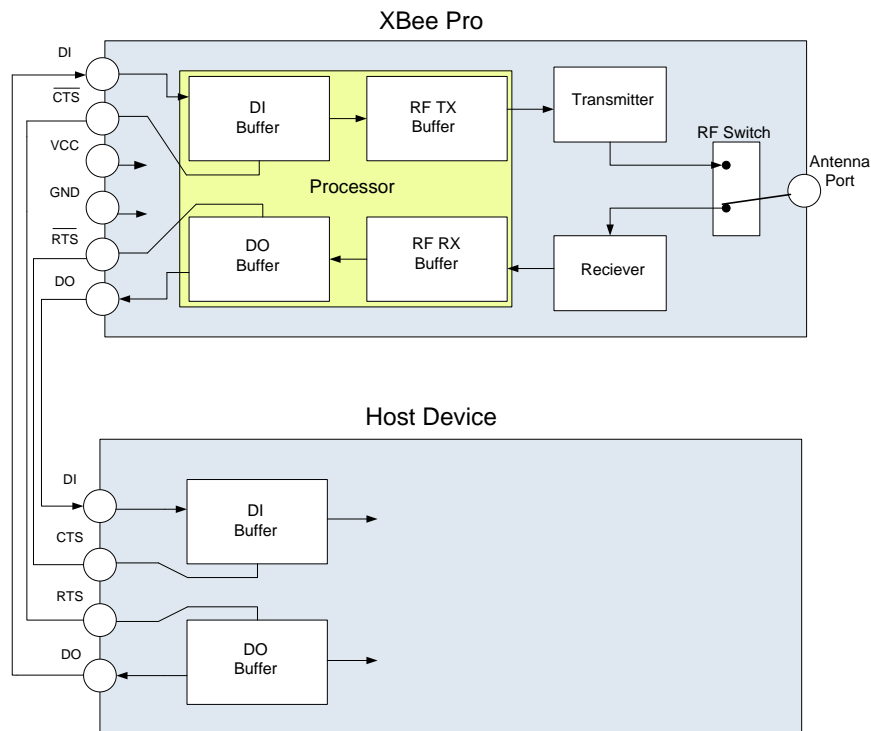 XBee Pro
DI
CTS
VCC
GND
RTS
DO
DI
Buffer
RF TX
Buffer
Transmitter
RF Switch
Antenna
Port
Processor
DO
Buffer
RF RX
Buffer
Reciever
Host Device
DI
CTS
RTS
DO
DI
Buffer
DO
Buffer